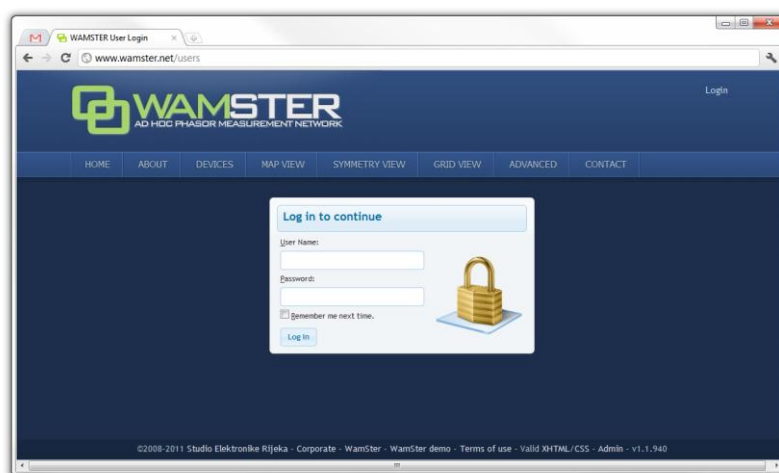 WAMSTER User Login
www.wamster.net/users
Login
WAMSTER
AD HOC PHASOR MEASUREMENT NETWORK
HOME ABOUT DEVICES MAP VIEW SYMMETRY VIEW GRID VIEW ADVANCED CONTACT
Log in to continue
User Name:
Password:
Remember me next time.
Log In
©2008-2011 Studio Elektronike Rijeka - Corporate - WamSter - WamSter demo - Terms of use - Valid XHTML/CSS - Admin - v1.1.940